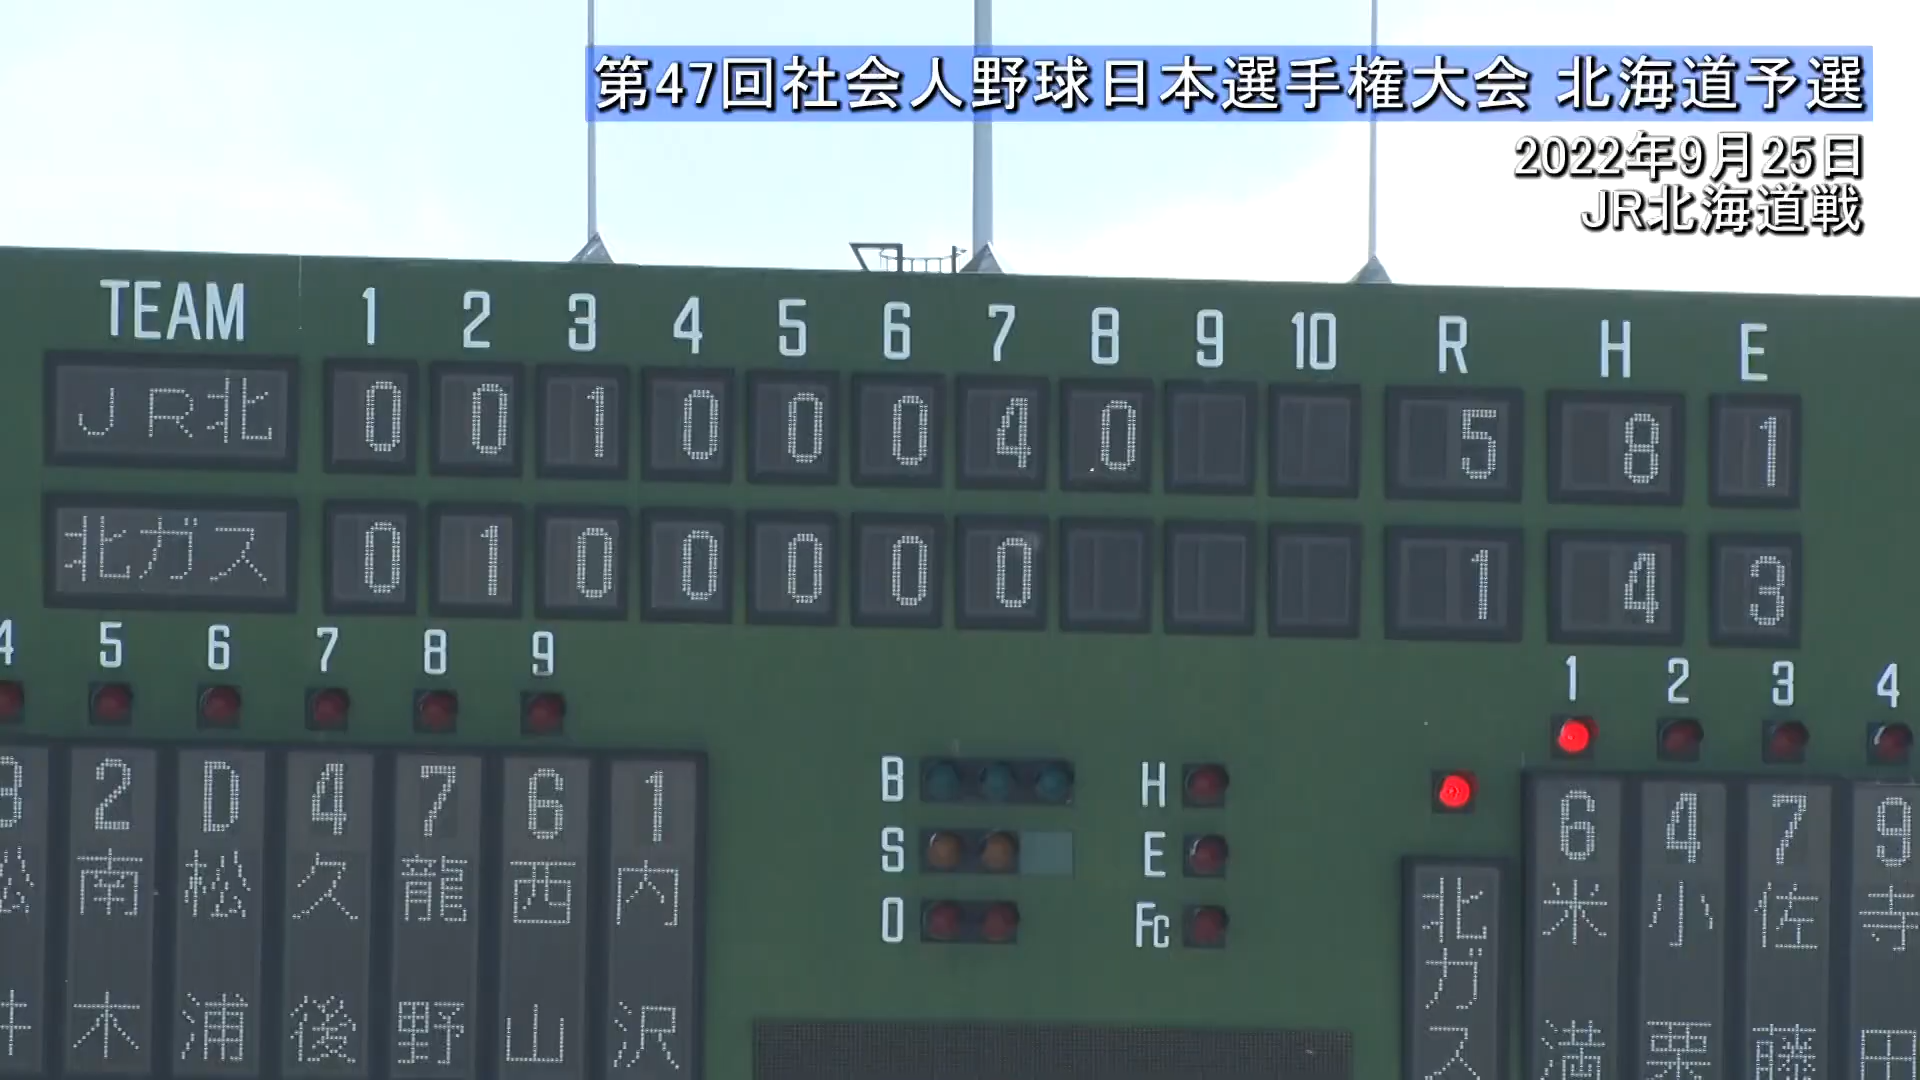 第47回社会人野球日本選手権大会 北海道予選
2022年9月25日
JR北海道戦
TEAM 1 2 3 4 5 6 7 8 9 10 R H E
JR北 0 0 1 0 0 0 4 0 5 8 1
北ガス 0 1 0 0 0 0 0 1 4 3
4 5 6 7 8 9
1 2 3 4
2 D 4 7 6 1
南木
松浦
久後
龍野
西山
内沢
B H
S E
O Fc
北ガス
6 4 7 9
米満
小栗
佐藤
寺田